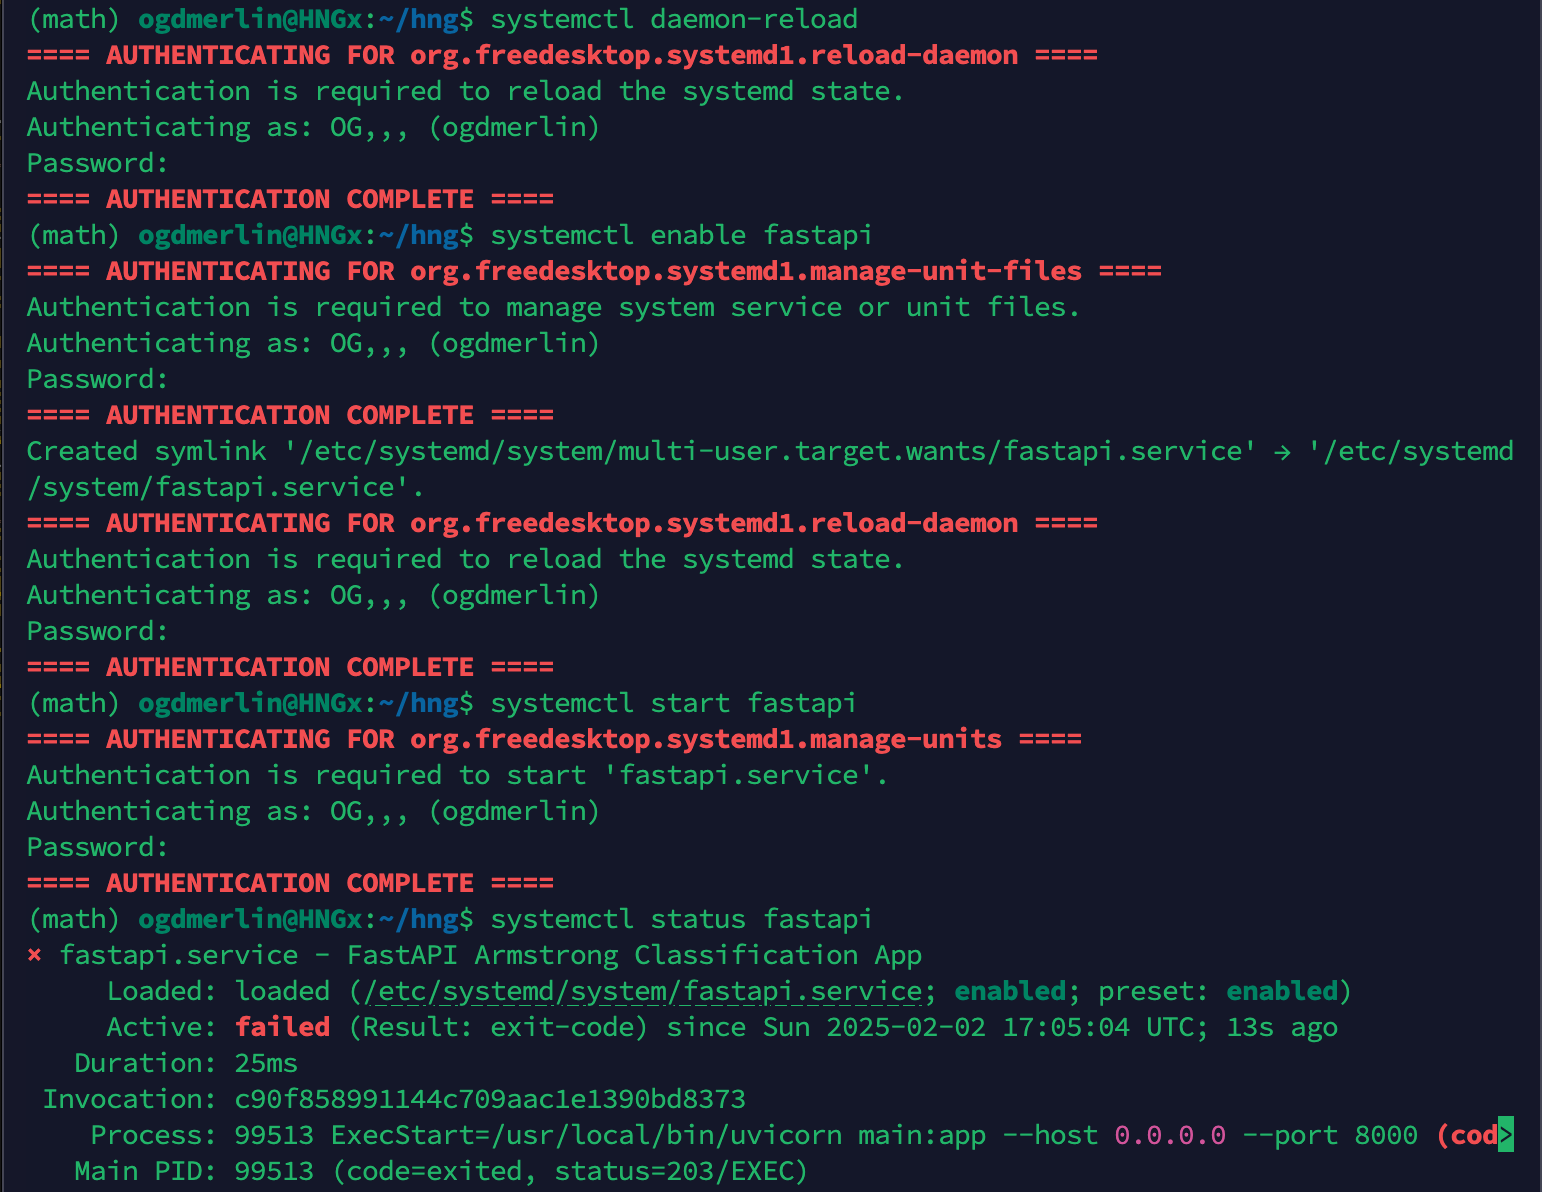 (math) ogdmerlin@HNGx:~/hng$ systemctl daemon-reload
==== AUTHENTICATING FOR org.freedesktop.systemd1.reload-daemon ====
Authentication is required to reload the systemd state.
Authenticating as: OG,,, (ogdmerlin)
Password:
==== AUTHENTICATION COMPLETE ====
(math) ogdmerlin@HNGx:~/hng$ systemctl enable fastapi
==== AUTHENTICATING FOR org.freedesktop.systemd1.manage-unit-files ====
Authentication is required to manage system service or unit files.
Authenticating as: OG,,, (ogdmerlin)
Password:
==== AUTHENTICATION COMPLETE ====
Created symlink '/etc/systemd/system/multi-user.target.wants/fastapi.service' → '/etc/systemd
/system/fastapi.service'.
==== AUTHENTICATING FOR org.freedesktop.systemd1.reload-daemon ====
Authentication is required to reload the systemd state.
Authenticating as: OG,,, (ogdmerlin)
Password:
==== AUTHENTICATION COMPLETE ====
(math) ogdmerlin@HNGx:~/hng$ systemctl start fastapi
==== AUTHENTICATING FOR org.freedesktop.systemd1.manage-units ====
Authentication is required to start 'fastapi.service'.
Authenticating as: OG,,, (ogdmerlin)
Password:
==== AUTHENTICATION COMPLETE ====
(math) ogdmerlin@HNGx:~/hng$ systemctl status fastapi
× fastapi.service - FastAPI Armstrong Classification App
Loaded: loaded (/etc/systemd/system/fastapi.service; enabled; preset: enabled)
Active: failed (Result: exit-code) since Sun 2025-02-02 17:05:04 UTC; 13s ago
Duration: 25ms
Invocation: c90f858991144c709aac1e1390bd8373
Process: 99513 ExecStart=/usr/local/bin/uvicorn main:app --host 0.0.0.0 --port 8000 (cod>
Main PID: 99513 (code=exited, status=203/EXEC)